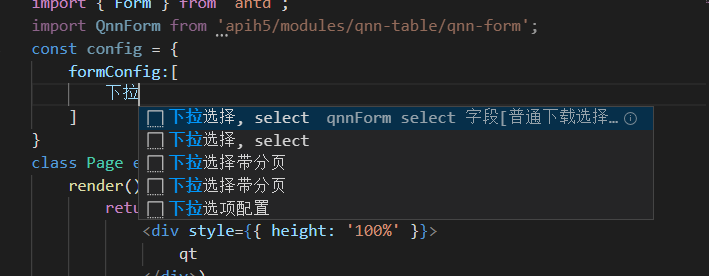 import { Form } from 'antd';
import QnnForm from 'apih5/modules/qnn-table/qnn-form';
const config = {
formConfig:[
下拉
下拉选择, select qnnForm select 字段[普通下载选择…
] 下拉选择, select
} 下拉选择带分页
class Page e 下拉选择带分页
render() 下拉选项配置
retu
<div style={{ height: '100%' }}>
qt
</div>)